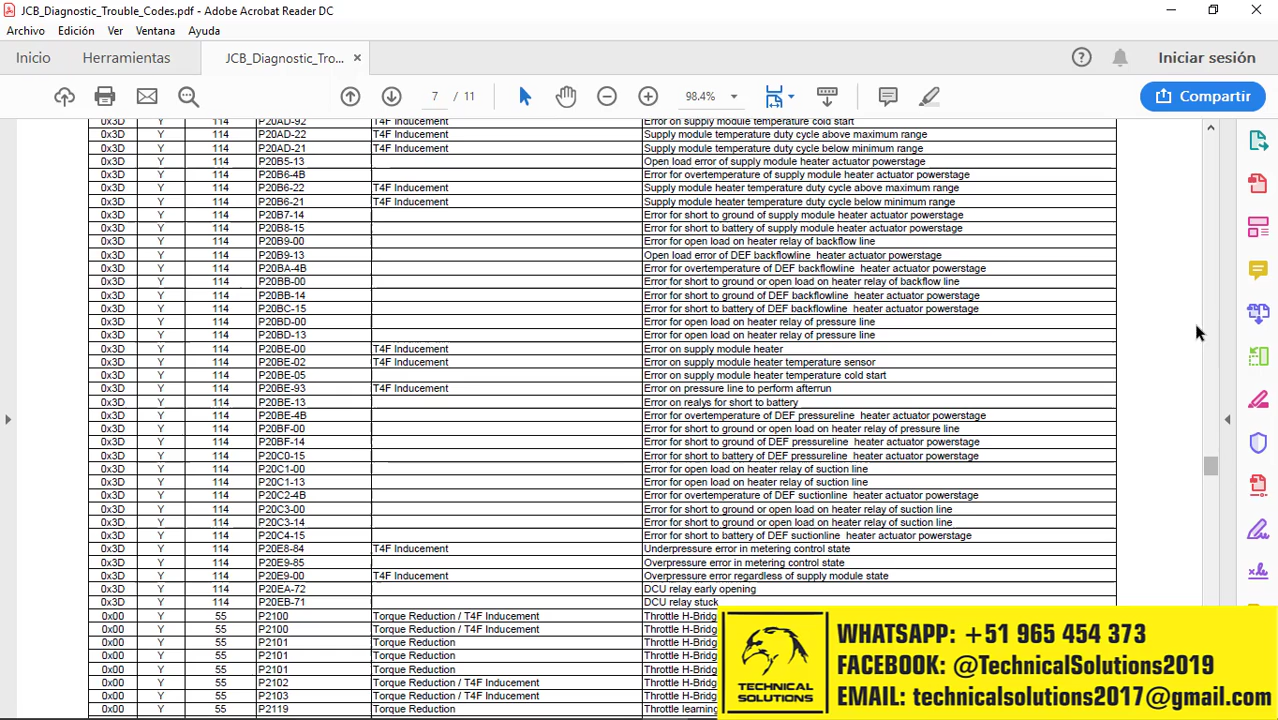 JCB_Diagnostic_Trouble_Codes.pdf - Adobe Acrobat Reader DC
Archivo Edición Ver Ventana Ayuda
Inicio Herramientas JCB_Diagnostic_Tro... × Iniciar sesión
7 / 11 98.4% Compartir
0x3D Y 114 P20AD-92 T4F Inducement Error on supply module temperature cold start
0x3D Y 114 P20AD-22 T4F Inducement Supply module temperature duty cycle above maximum range
0x3D Y 114 P20AD-21 T4F Inducement Supply module temperature duty cycle below minimum range
0x3D Y 114 P20B5-13 Open load error of supply module heater actuator powerstage
0x3D Y 114 P20B6-4B Error for overtemperature of supply module heater actuator powerstage
0x3D Y 114 P20B6-22 T4F Inducement Supply module heater temperature duty cycle above maximum range
0x3D Y 114 P20B6-21 T4F Inducement Supply module heater temperature duty cycle below minimum range
0x3D Y 114 P20B7-14 Error for short to ground of supply module heater actuator powerstage
0x3D Y 114 P20B8-15 Error for short to battery of supply module heater actuator powerstage
0x3D Y 114 P20B9-00 Error for open load on heater relay of backflow line
0x3D Y 114 P20B9-13 Open load error of DEF backflowline heater actuator powerstage
0x3D Y 114 P20BA-4B Error for overtemperature of DEF backflowline heater actuator powerstage
0x3D Y 114 P20BB-00 Error for short to ground or open load on heater relay of backflow line
0x3D Y 114 P20BB-14 Error for short to ground of DEF backflowline heater actuator powerstage
0x3D Y 114 P20BC-15 Error for short to battery of DEF backflowline heater actuator powerstage
0x3D Y 114 P20BD-00 Error for open load on heater relay of pressure line
0x3D Y 114 P20BD-13 Error for open load on heater relay of pressure line
0x3D Y 114 P20BE-00 T4F Inducement Error on supply module heater
0x3D Y 114 P20BE-02 T4F Inducement Error on supply module heater temperature sensor
0x3D Y 114 P20BE-05 Error on supply module heater temperature cold start
0x3D Y 114 P20BE-93 T4F Inducement Error on pressure line to perform afterrun
0x3D Y 114 P20BE-13 Error on realys for short to battery
0x3D Y 114 P20BE-4B Error for overtemperature of DEF pressureline heater actuator powerstage
0x3D Y 114 P20BF-00 Error for short to ground or open load on heater relay of pressure line
0x3D Y 114 P20BF-14 Error for short to ground of DEF pressureline heater actuator powerstage
0x3D Y 114 P20C0-15 Error for short to battery of DEF pressureline heater actuator powerstage
0x3D Y 114 P20C1-00 Error for open load on heater relay of suction line
0x3D Y 114 P20C1-13 Error for open load on heater relay of suction line
0x3D Y 114 P20C2-4B Error for overtemperature of DEF suctionline heater actuator powerstage
0x3D Y 114 P20C3-00 Error for short to ground or open load on heater relay of suction line
0x3D Y 114 P20C3-14 Error for short to ground or open load on heater relay of suction line
0x3D Y 114 P20C4-15 Error for short to battery of DEF suctionline heater actuator powerstage
0x3D Y 114 P20E8-84 T4F Inducement Underpressure error in metering control state
0x3D Y 114 P20E9-85 Overpressure error in metering control state
0x3D Y 114 P20E9-00 T4F Inducement Overpressure error regardless of supply module state
0x3D Y 114 P20EA-72 DCU relay early opening
0x3D Y 114 P20EB-71 DCU relay stuck
0x00 Y 55 P2100 Torque Reduction / T4F Inducement Throttle H-Bridg
0x00 Y 55 P2100 Torque Reduction / T4F Inducement Throttle H-Bridg
0x00 Y 55 P2101 Torque Reduction Throttle H-Bridg
0x00 Y 55 P2101 Torque Reduction Throttle H-Bridg
0x00 Y 55 P2101 Torque Reduction Throttle H-Bridg
0x00 Y 55 P2102 Torque Reduction / T4F Inducement Throttle H-Bridg
0x00 Y 55 P2103 Torque Reduction / T4F Inducement Throttle H-Bridg
0x00 Y 55 P2119 Torque Reduction Throttle learning
TECHNICAL
SOLUTIONS
WHATSAPP: +51 965 454 373
FACEBOOK: @TechnicalSolutions2019
EMAIL: technicalsolutions2017@gmail.com